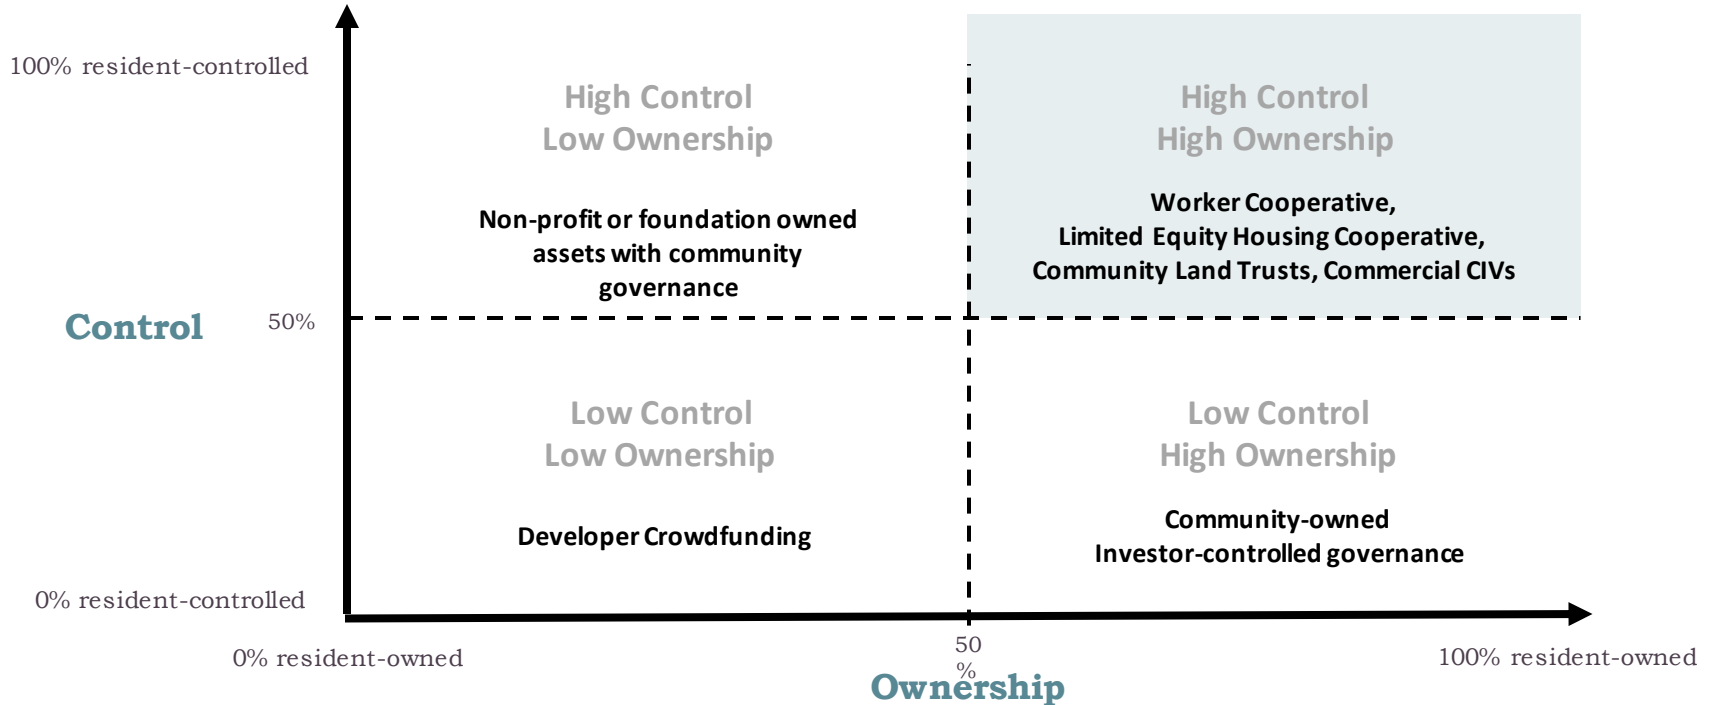 100% resident-controlled
High Control
Low Ownership
High Control
High Ownership
Non-profit or foundation owned
assets with community
governance
Worker Cooperative,
Limited Equity Housing Cooperative,
Community Land Trusts, Commercial CIVs
Control
50%
Low Control
Low Ownership
Low Control
High Ownership
Developer Crowdfunding
Community-owned
Investor-controlled governance
0% resident-controlled
0% resident-owned
50
%
100% resident-owned
Ownership